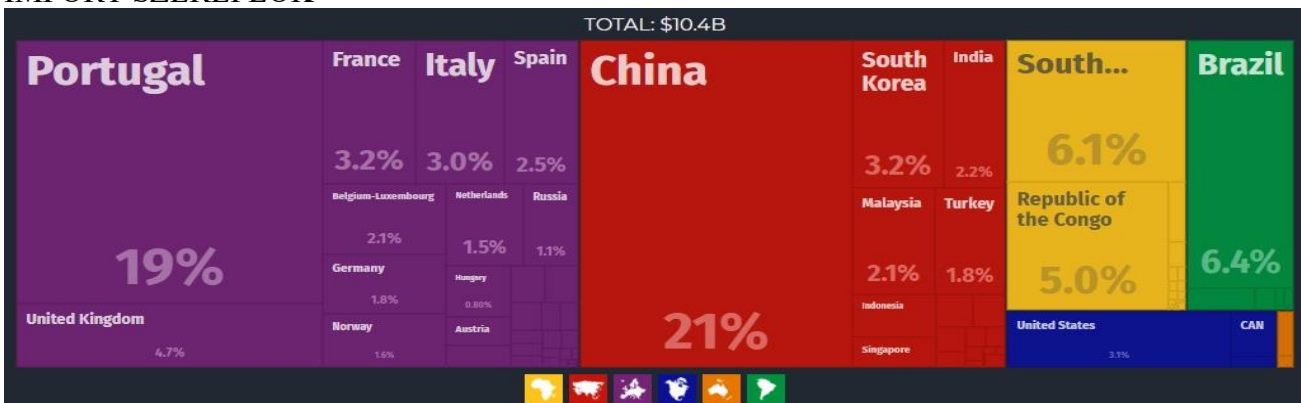 TOTAL: $10.4B
Portugal
19%
United Kingdom
4.7%
France
3.2%
Italy
3.0%
Spain
2.5%
Belgium-Luxembourg
2.1%
Netherlands
1.5%
Russia
1.1%
Germany
1.8%
Hungary
0.80%
Norway
1.6%
Austria
China
21%
South
Korea
3.2%
India
2.2%
Malaysia
2.1%
Turkey
1.8%
Indonesia
Singapore
South...
6.1%
Republic of
the Congo
5.0%
United States
3.1%
CAN
Brazil
6.4%